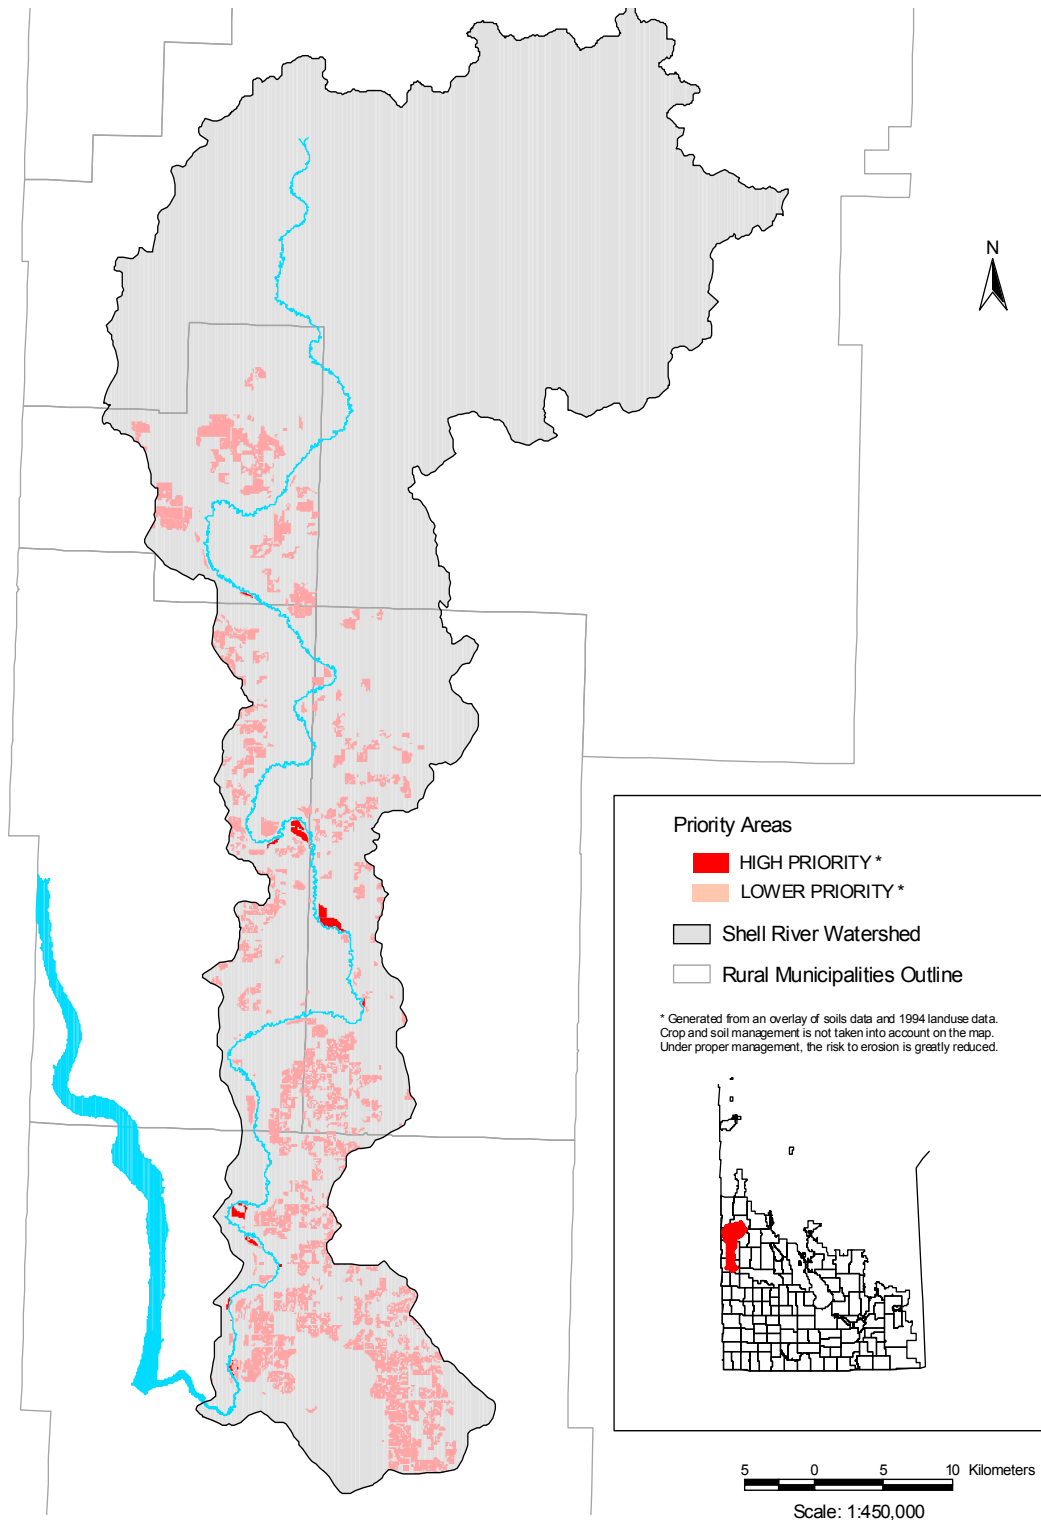 N
Priority Areas
HIGH PRIORITY *
LOWER PRIORITY *
Shell River Watershed
Rural Municipalities Outline
* Generated from an overlay of soils data and 1994 landuse data.
Crop and soil management is not taken into account on the map.
Under proper management, the risk to erosion is greatly reduced.
5 0 5 10 Kilometers
Scale: 1:450,000